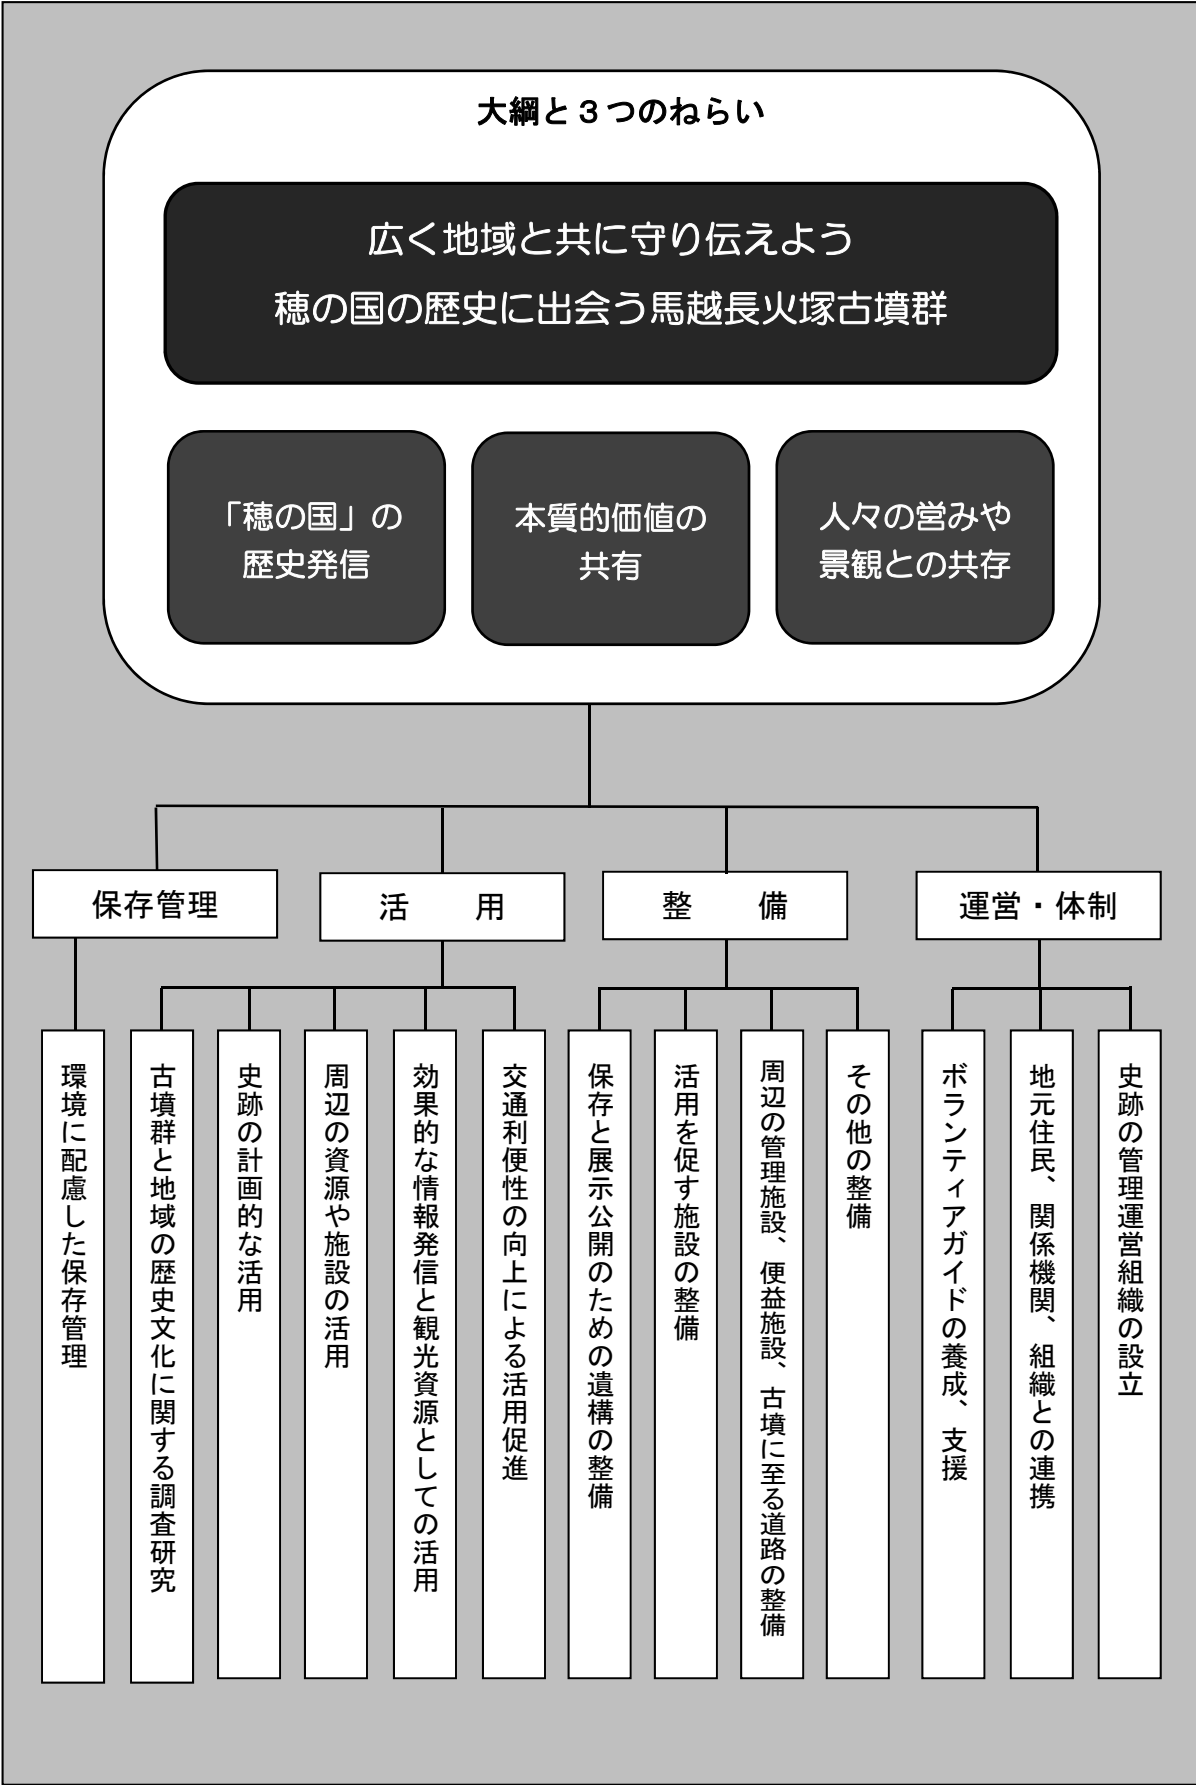 大綱と３つのねらい
広く地域と共に守り伝えよう
穂の国の歴史に出会う馬越長火塚古墳群
「穂の国」の
歴史発信
本質的価値の
共有
人々の営みや
景観との共存
保存管理
活　　用
整　　備
運営・体制
環境に配慮した保存管理
古墳群と地域の歴史文化に関する調査研究
史跡の計画的な活用
周辺の資源や施設の活用
効果的な情報発信と観光資源としての活用
交通利便性の向上による活用促進
保存と展示公開のための遺構の整備
活用を促す施設の整備
周辺の管理施設、便益施設、古墳に至る道路の整備
その他の整備
ボランティアガイドの養成、支援
地元住民、関係機関、組織との連携
史跡の管理運営組織の設立